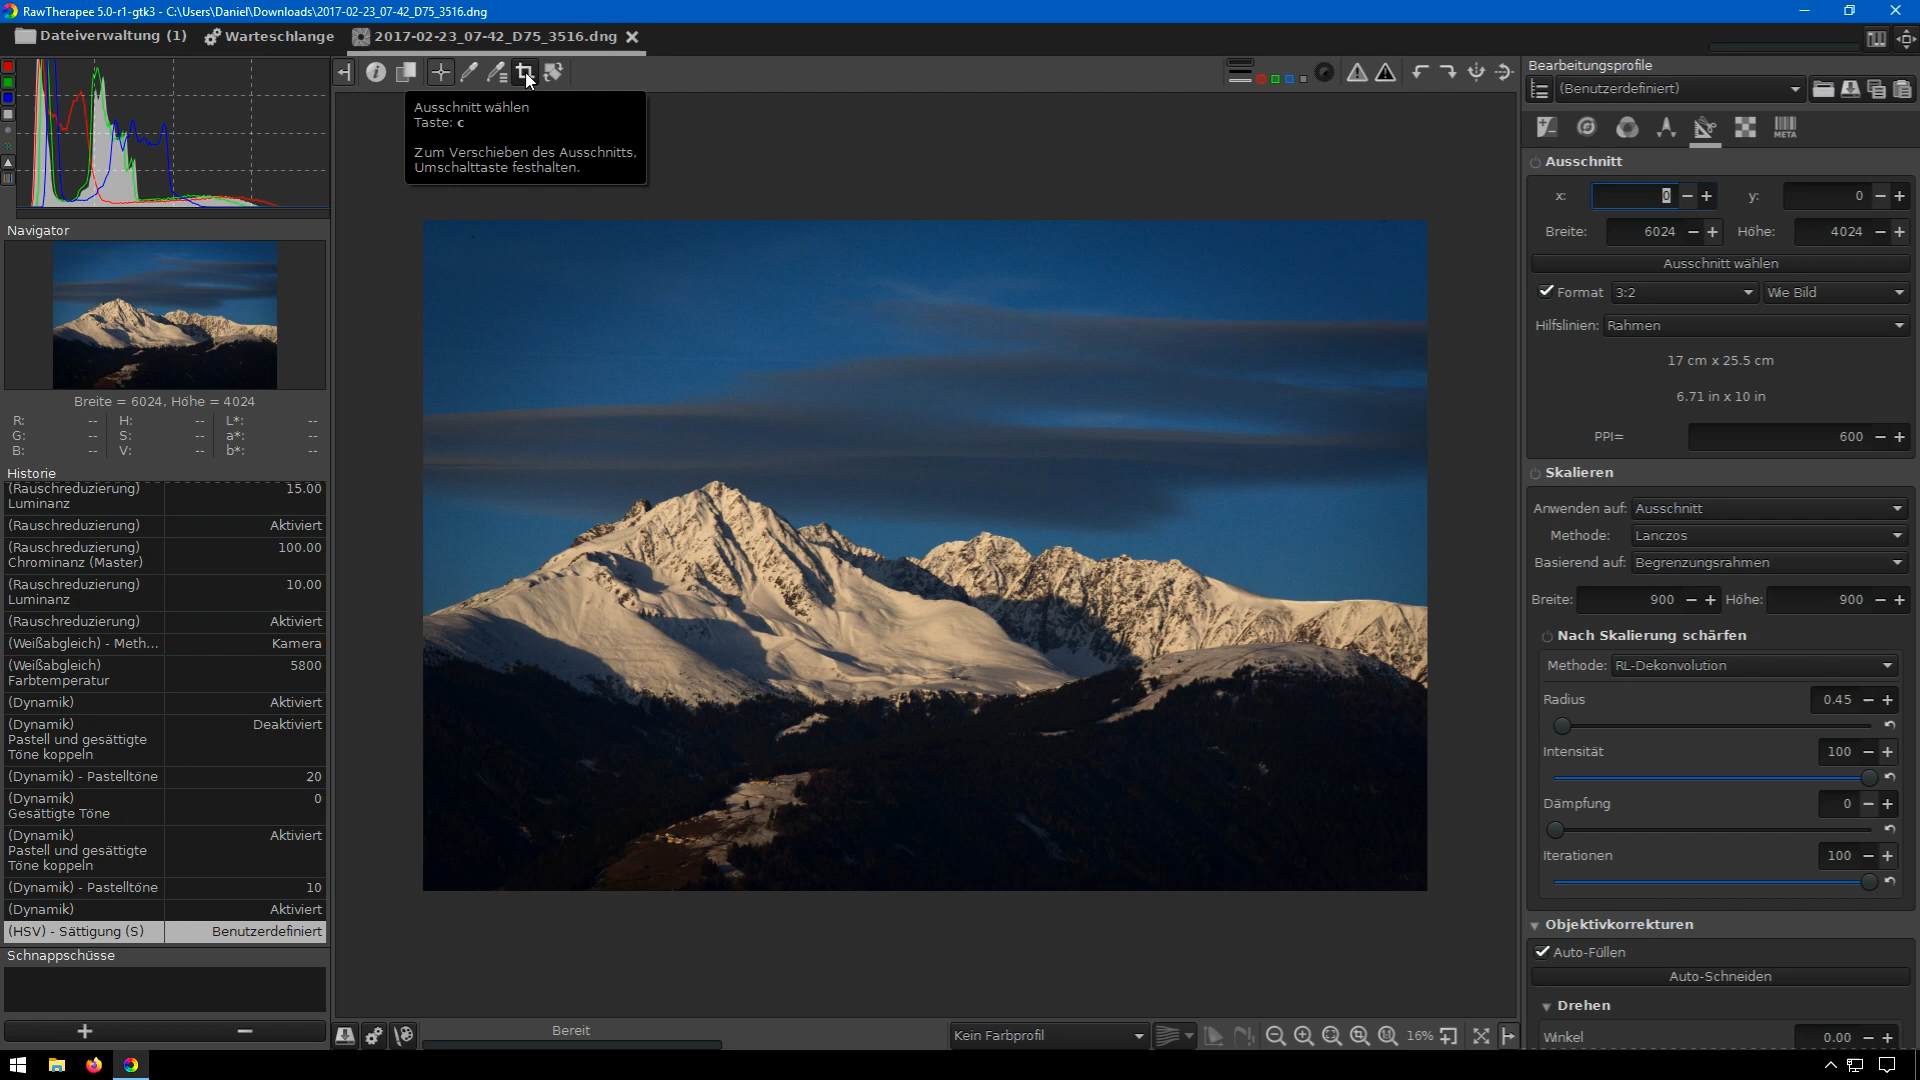 RawTherapee 5.0-r1-gtk3 - C:\Users\Daniel\Downloads\2017-02-23_07-42_D75_3516.dng
Dateiverwaltung (1)
Warteschlange
2017-02-23_07-42_D75_3516.dng
Ausschnitt wählen
Taste: c
Zum Verschieben des Ausschnitts,
Umschalttaste festhalten.
Navigator
Breite = 6024, Höhe = 4024
R: -- H: -- L*: --
G: -- S: -- a*: --
B: -- V: -- b*: --
Historie
(Rauschreduzierung) 15.00
Luminanz
(Rauschreduzierung) Aktiviert
(Rauschreduzierung) 100.00
Chrominanz (Master)
(Rauschreduzierung) 10.00
Luminanz
(Rauschreduzierung) Aktiviert
(Weißabgleich) - Meth... Kamera
(Weißabgleich) 5800
Farbtemperatur
(Dynamik) Aktiviert
(Dynamik) Deaktiviert
Pastell und gesättigte
Töne koppeln
(Dynamik) - Pastelltöne 20
(Dynamik) 0
Gesättigte Töne
(Dynamik) Aktiviert
Pastell und gesättigte
Töne koppeln
(Dynamik) - Pastelltöne 10
(Dynamik) Aktiviert
(HSV) - Sättigung (S) Benutzerdefiniert
Schnappschüsse
Bereit
Kein Farbprofil
16%
Bearbeitungsprofile
(Benutzerdefiniert)
META
Ausschnitt
x: 0 y: 0
Breite: 6024 Höhe: 4024
Ausschnitt wählen
Format 3:2 Wie Bild
Hilfslinien: Rahmen
17 cm x 25.5 cm
6.71 in x 10 in
PPI= 600
Skalieren
Anwenden auf: Ausschnitt
Methode: Lanczos
Basierend auf: Begrenzungsrahmen
Breite: 900 Höhe: 900
Nach Skalierung schärfen
Methode: RL-Dekonvolution
Radius 0.45
Intensität 100
Dämpfung 0
Iterationen 100
Objektivkorrekturen
Auto-Füllen
Auto-Schneiden
Drehen
Winkel 0.00